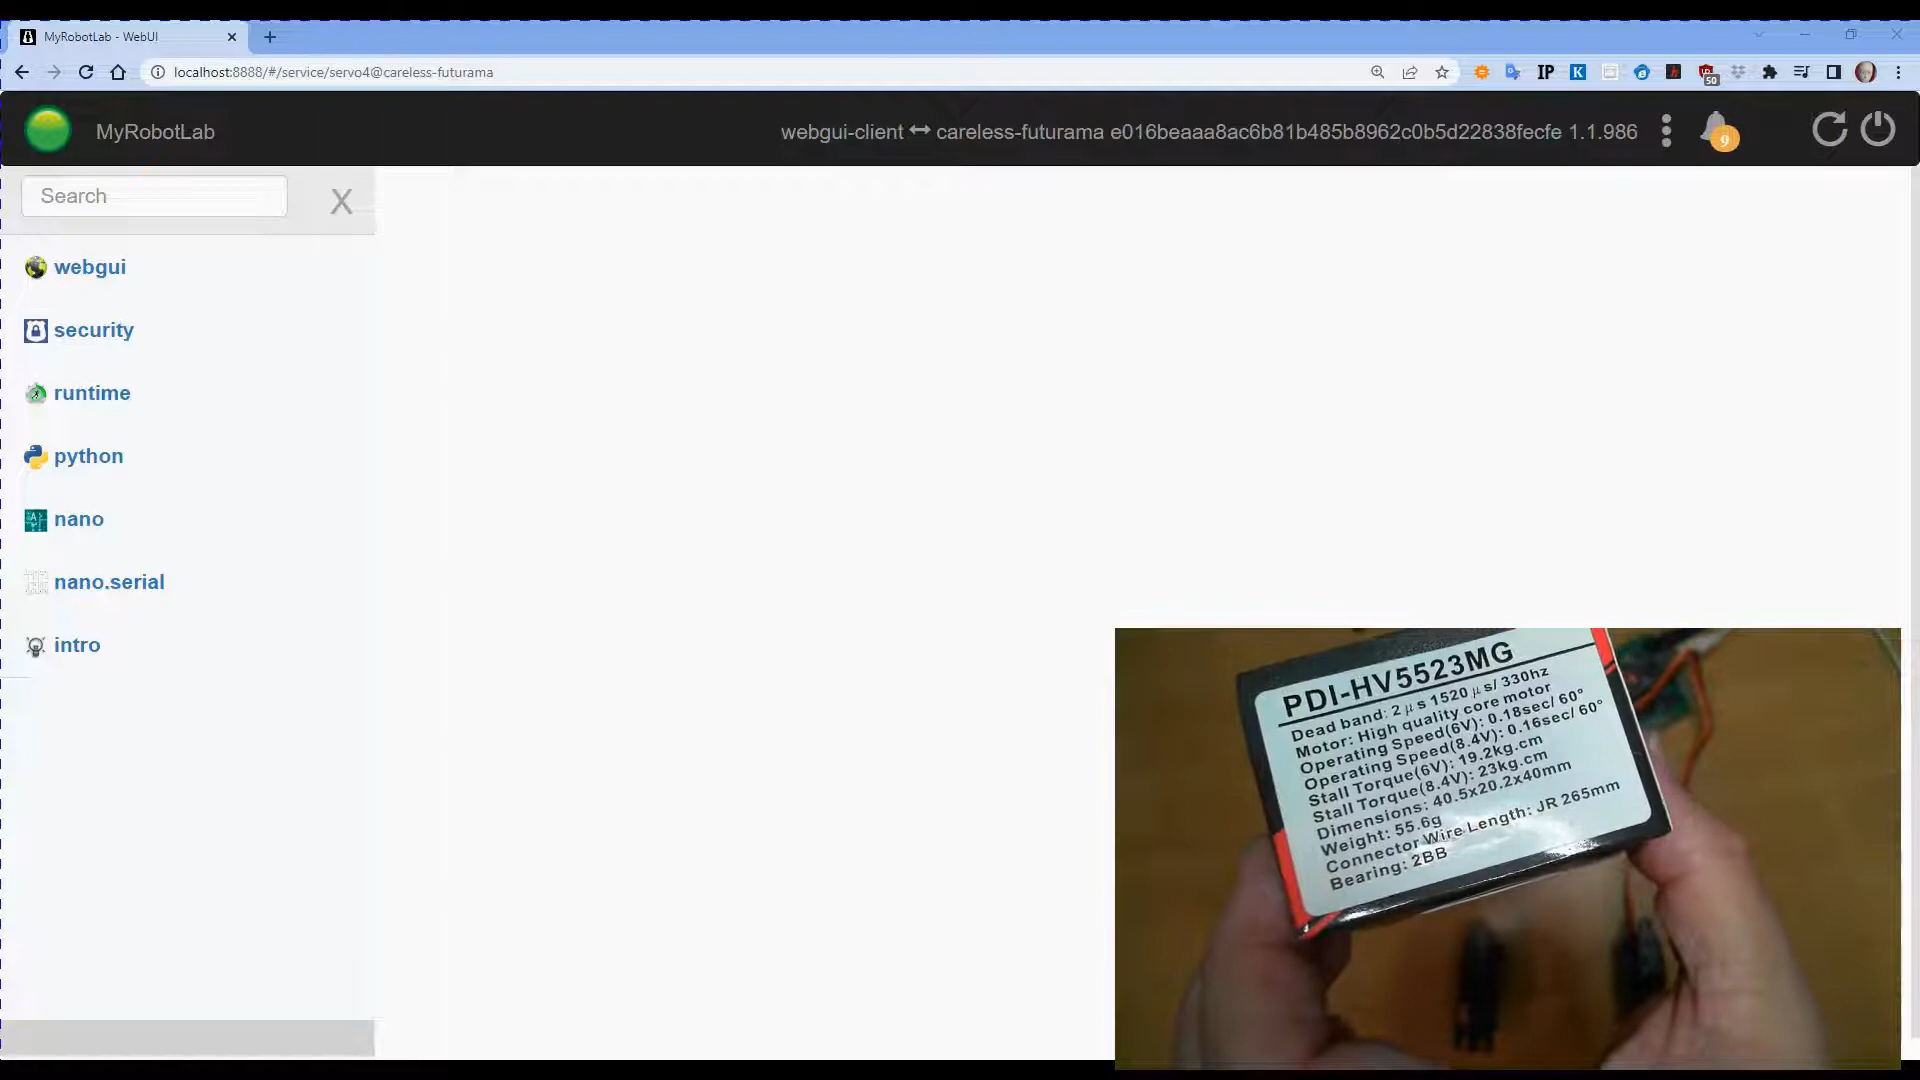 MyRobotLab - WebUI
localhost:8888/#/service/servo4@careless-futurama
IP
K
50
MyRobotLab
webgui-client ↔ careless-futurama e016beaaa8ac6b81b485b8962c0b5d22838fecfe 1.1.986
9
Search
X
webgui
security
runtime
python
nano
nano.serial
intro
PDI-HV5523MG
Dead band: 2μs 1520μs/ 330hz
Motor: High quality core motor
Operating Speed(6V): 0.18sec/ 60°
Operating Speed(8.4V): 0.16sec/ 60°
Stall Torque(6V): 19.2kg.cm
Stall Torque(8.4V): 23kg.cm
Dimensions: 40.5x20.2x40mm
Weight: 55.6g
Connector Wire Length: JR 265mm
Bearing: 2BB